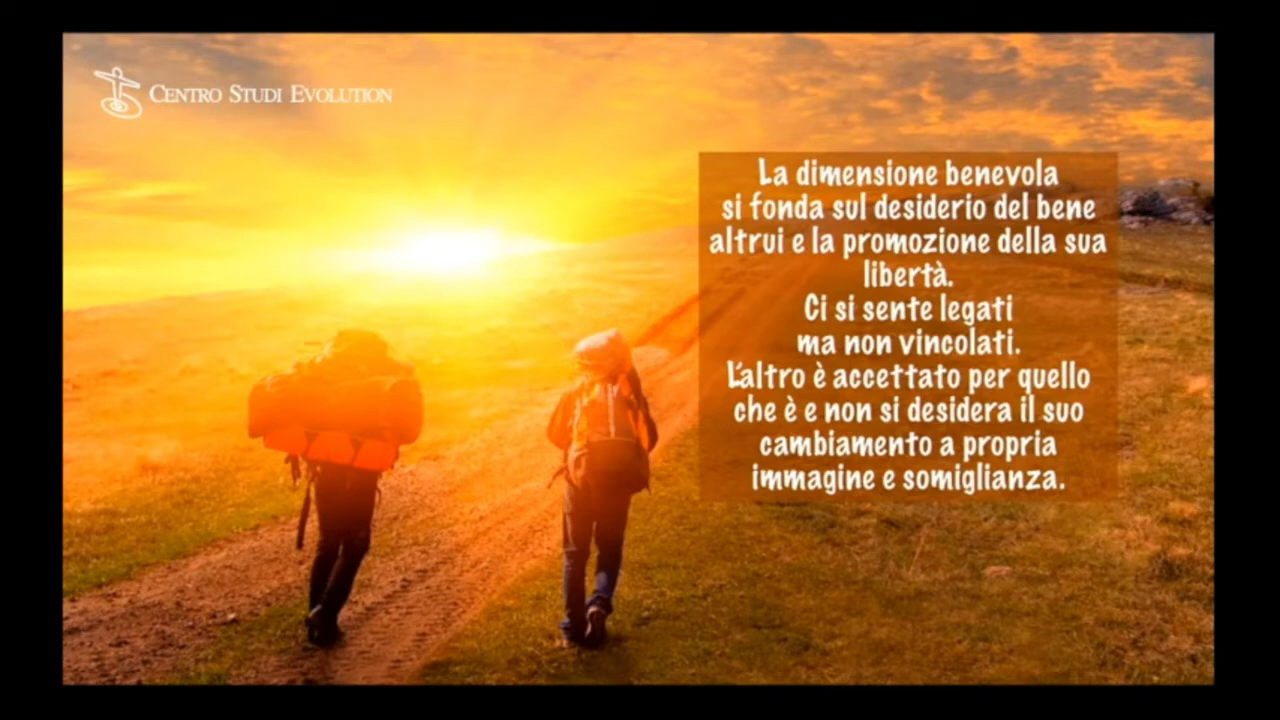 CENTRO STUDI EVOLUTION
La dimensione benevola
si fonda sul desiderio del bene
altrui e la promozione della sua
libertà.
Ci si sente legati
ma non vincolati.
L'altro è accettato per quello
che è e non si desidera il suo
cambiamento a propria
immagine e somiglianza.